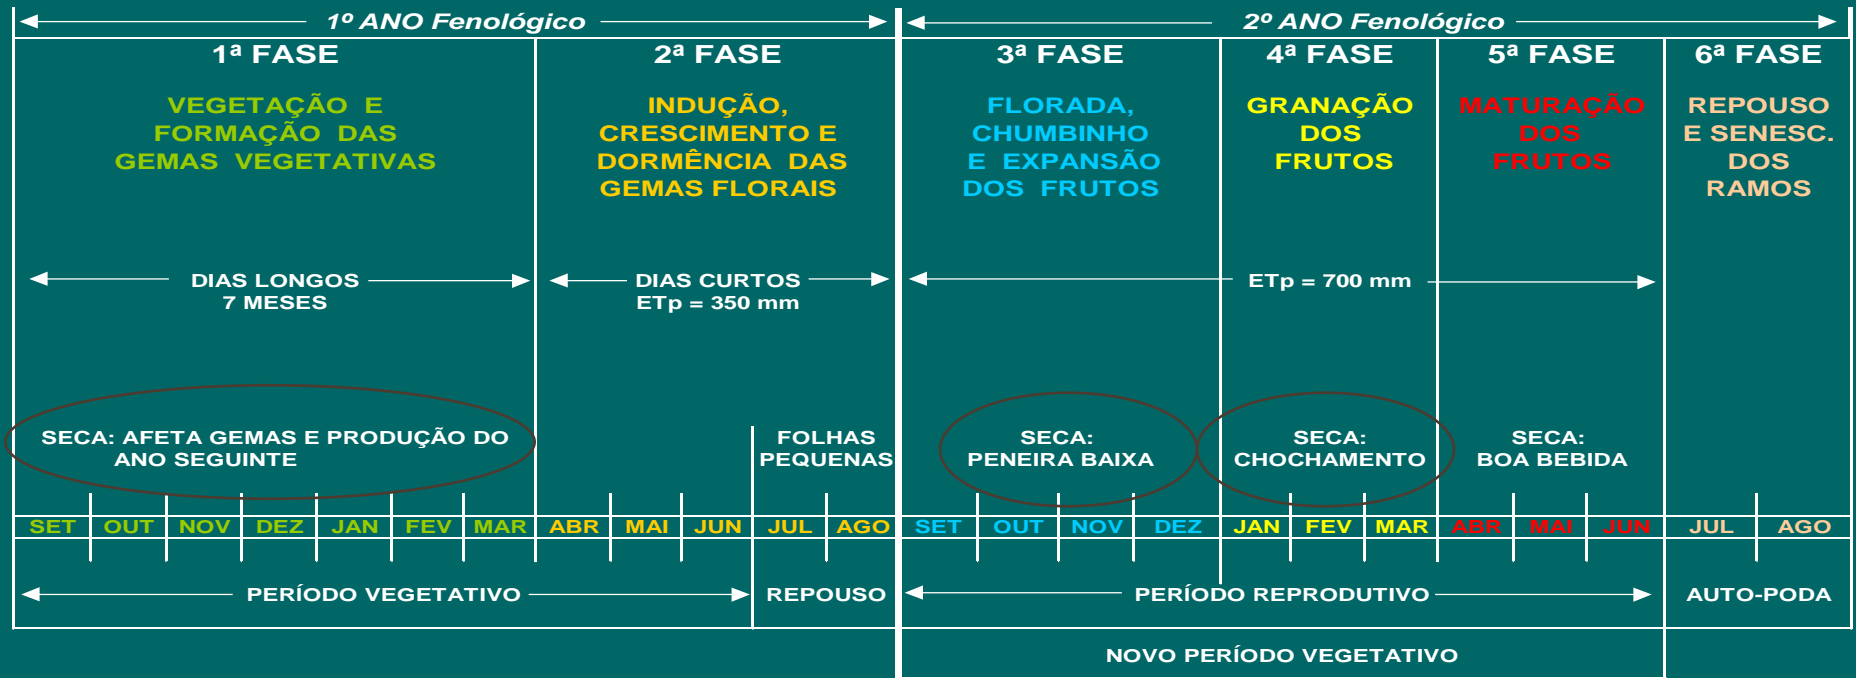 1º ANO Fenológico
2º ANO Fenológico
1ª FASE
2ª FASE
3ª FASE
4ª FASE
5ª FASE
6ª FASE
VEGETAÇÃO E
FORMAÇÃO DAS
GEMAS VEGETATIVAS
INDUÇÃO,
CRESCIMENTO E
DORMÊNCIA DAS
GEMAS FLORAIS
FLORADA,
CHUMBINHO
E EXPANSÃO
DOS FRUTOS
GRANAÇÃO
DOS
FRUTOS
MATURAÇÃO
DOS
FRUTOS
REPOUSO
E SENESC.
DOS
RAMOS
DIAS LONGOS
7 MESES
DIAS CURTOS
ETp = 350 mm
ETp = 700 mm
SECA: AFETA GEMAS E PRODUÇÃO DO
ANO SEGUINTE
FOLHAS
PEQUENAS
SECA:
PENEIRA BAIXA
SECA:
CHOCHAMENTO
SECA:
BOA BEBIDA
SET OUT NOV DEZ JAN FEV MAR ABR MAI JUN JUL AGO SET OUT NOV DEZ JAN FEV MAR ABR MAI JUN JUL AGO
PERÍODO VEGETATIVO
REPOUSO
PERÍODO REPRODUTIVO
AUTO-PODA
NOVO PERÍODO VEGETATIVO